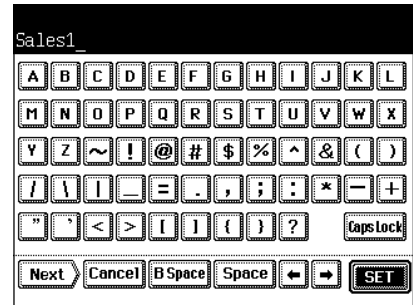 Sales1_
A B C D E F G H I J K L
M N O P Q R S T U V W X
Y Z ~ ! @ # $ % ^ & ( )
/ \ | _ = . , ; : * - +
" ' < > [ ] { } ? Caps Lock
Next Cancel B Space Space ← → SET